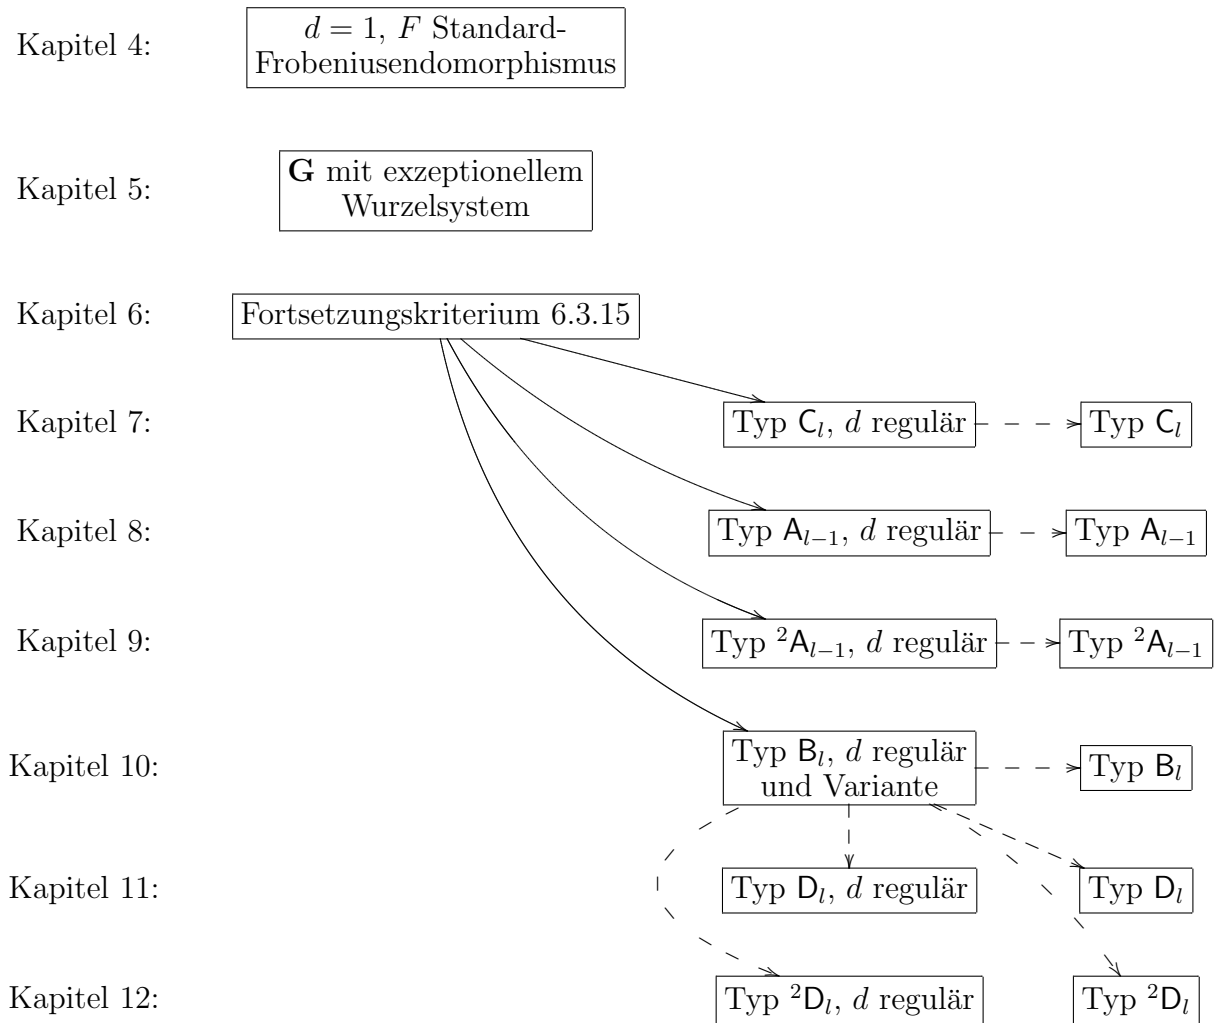 Kapitel 4:
d = 1, F Standard-
Frobeniusendomorphismus
Kapitel 5:
G mit exzeptionellem
Wurzelsystem
Kapitel 6:
Fortsetzungskriterium 6.3.15
Kapitel 7:
Typ C_l, d regulär
Typ C_l
Kapitel 8:
Typ A_{l−1}, d regulär
Typ A_{l−1}
Kapitel 9:
Typ ²A_{l−1}, d regulär
Typ ²A_{l−1}
Kapitel 10:
Typ B_l, d regulär
und Variante
Typ B_l
Kapitel 11:
Typ D_l, d regulär
Typ D_l
Kapitel 12:
Typ ²D_l, d regulär
Typ ²D_l